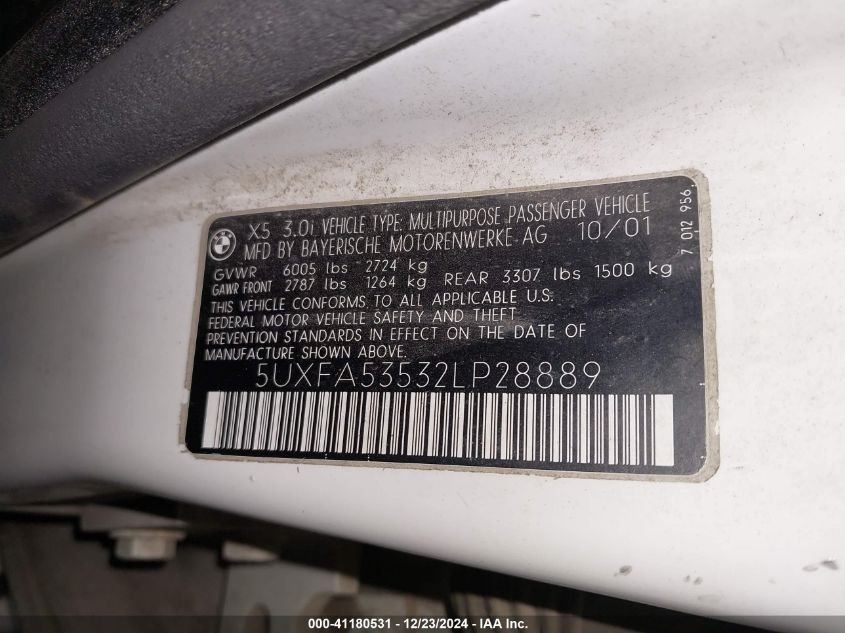 BMW
X5 3.0i VEHICLE TYPE: MULTIPURPOSE PASSENGER VEHICLE
MFD BY BAYERISCHE MOTORENWERKE AG 10/01
GVWR 6005 lbs 2724 kg
GAWR FRONT 2787 lbs 1264 kg REAR 3307 lbs 1500 kg
THIS VEHICLE CONFORMS TO ALL APPLICABLE U.S.
FEDERAL MOTOR VEHICLE SAFETY AND THEFT
PREVENTION STANDARDS IN EFFECT ON THE DATE OF
MANUFACTURE SHOWN ABOVE.
5UXFA53532LP28889
7 012 956
000-41180531 - 12/23/2024 - IAA Inc.